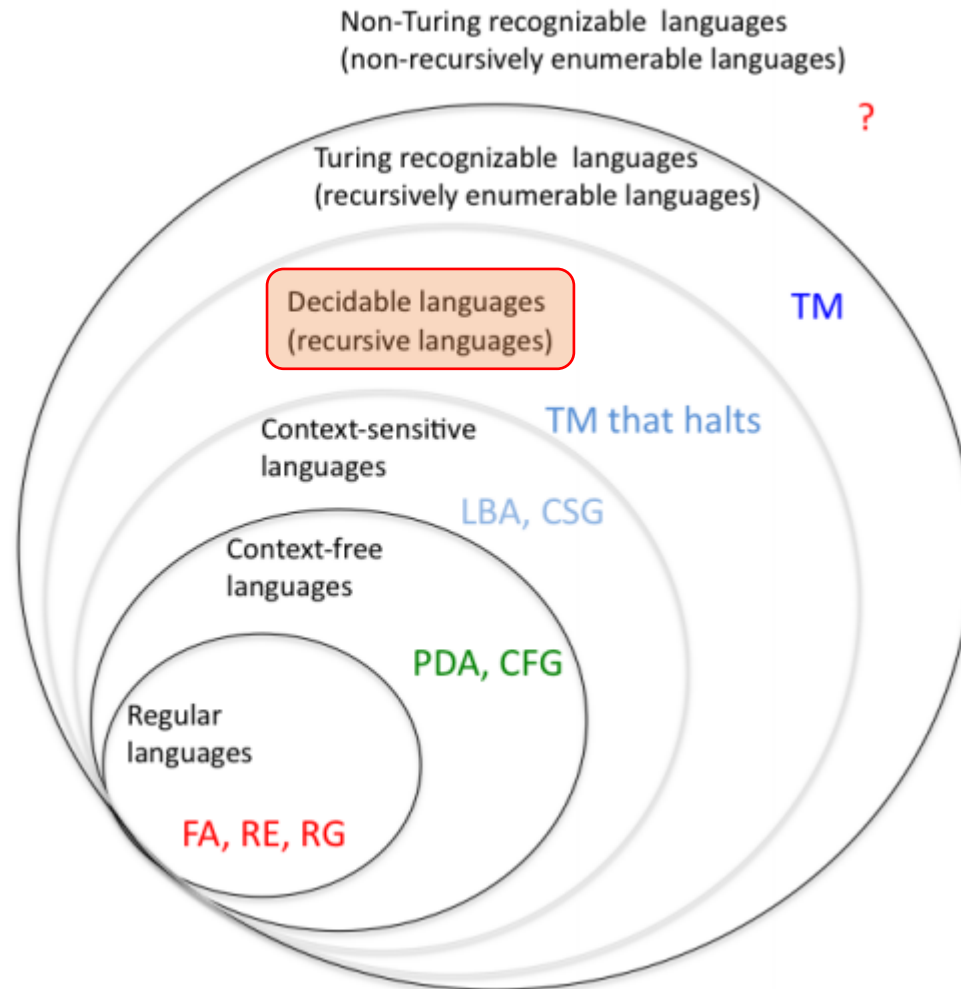 Non-Turing recognizable languages
(non-recursively enumerable languages)
?
Turing recognizable languages
(recursively enumerable languages)
TM
Decidable languages
(recursive languages)
TM that halts
Context-sensitive
languages
LBA, CSG
Context-free
languages
PDA, CFG
Regular
languages
FA, RE, RG